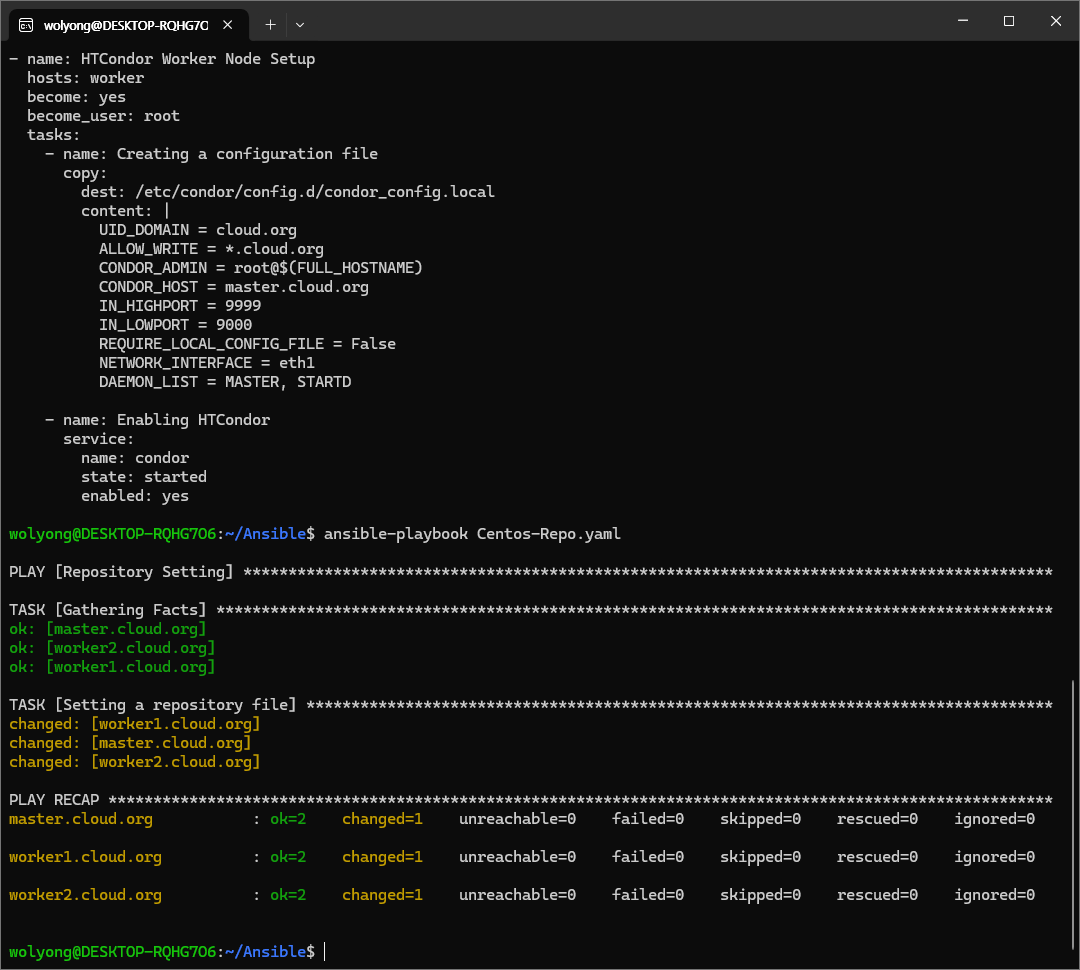 wolyong@DESKTOP-RQHG7O
- name: HTCondor Worker Node Setup
  hosts: worker
  become: yes
  become_user: root
  tasks:
    - name: Creating a configuration file
      copy:
        dest: /etc/condor/config.d/condor_config.local
        content: |
          UID_DOMAIN = cloud.org
          ALLOW_WRITE = *.cloud.org
          CONDOR_ADMIN = root@$(FULL_HOSTNAME)
          CONDOR_HOST = master.cloud.org
          IN_HIGHPORT = 9999
          IN_LOWPORT = 9000
          REQUIRE_LOCAL_CONFIG_FILE = False
          NETWORK_INTERFACE = eth1
          DAEMON_LIST = MASTER, STARTD

    - name: Enabling HTCondor
      service:
        name: condor
        state: started
        enabled: yes

wolyong@DESKTOP-RQHG7O6:~/Ansible$ ansible-playbook Centos-Repo.yaml

PLAY [Repository Setting] ******************************************************************************************

TASK [Gathering Facts] *********************************************************************************************
ok: [master.cloud.org]
ok: [worker2.cloud.org]
ok: [worker1.cloud.org]

TASK [Setting a repository file] ***********************************************************************************
changed: [worker1.cloud.org]
changed: [master.cloud.org]
changed: [worker2.cloud.org]

PLAY RECAP *********************************************************************************************************
master.cloud.org           : ok=2    changed=1    unreachable=0    failed=0    skipped=0    rescued=0    ignored=0

worker1.cloud.org          : ok=2    changed=1    unreachable=0    failed=0    skipped=0    rescued=0    ignored=0

worker2.cloud.org          : ok=2    changed=1    unreachable=0    failed=0    skipped=0    rescued=0    ignored=0

wolyong@DESKTOP-RQHG7O6:~/Ansible$